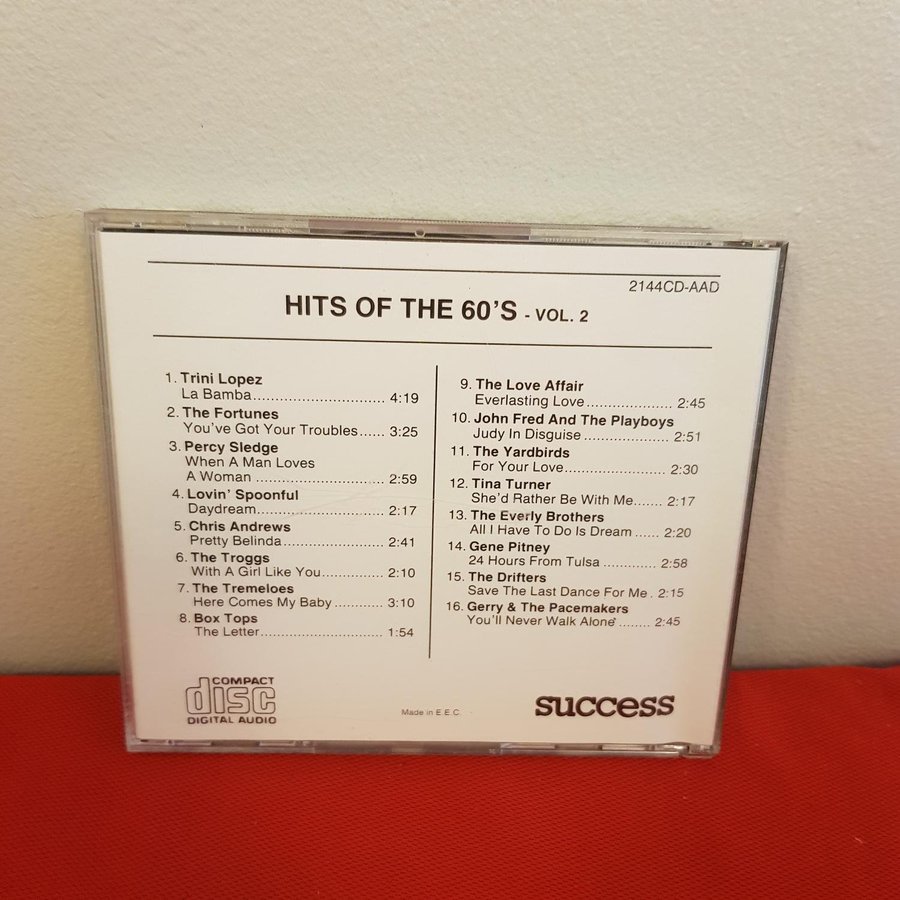 2144CD-AAD
HITS OF THE 60'S - VOL. 2
1. Trini Lopez
La Bamba.............................. 4:19
2. The Fortunes
You've Got Your Troubles...... 3:25
3. Percy Sledge
When A Man Loves
A Woman .............................. 2:59
4. Lovin' Spoonful
Daydream............................. 2:17
5. Chris Andrews
Pretty Belinda....................... 2:41
6. The Troggs
With A Girl Like You.............. 2:10
7. The Tremeloes
Here Comes My Baby ........... 3:10
8. Box Tops
The Letter............................ 1:54
9. The Love Affair
Everlasting Love.................... 2:45
10. John Fred And The Playboys
Judy In Disguise .................... 2:51
11. The Yardbirds
For Your Love........................ 2:30
12. Tina Turner
She'd Rather Be With Me....... 2:17
13. The Everly Brothers
All I Have To Do Is Dream ...... 2:20
14. Gene Pitney
24 Hours From Tulsa ............. 2:58
15. The Drifters
Save The Last Dance For Me . 2:15
16. Gerry & The Pacemakers
You'll Never Walk Alone ........ 2:45
COMPACT
disc
DIGITAL AUDIO
Made in E.E.C.
success